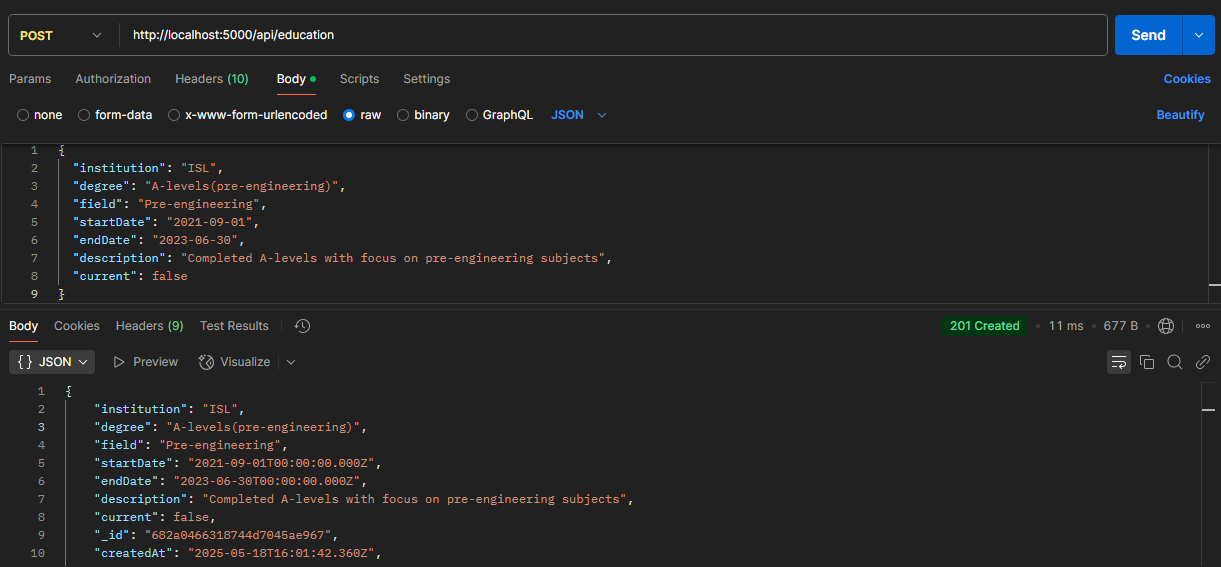 POST http://localhost:5000/api/education Send
Params Authorization Headers (10) Body Scripts Settings Cookies
none form-data x-www-form-urlencoded raw binary GraphQL JSON Beautify
1 {
2 "institution": "ISL",
3 "degree": "A-levels(pre-engineering)",
4 "field": "Pre-engineering",
5 "startDate": "2021-09-01",
6 "endDate": "2023-06-30",
7 "description": "Completed A-levels with focus on pre-engineering subjects",
8 "current": false
9 }
Body Cookies Headers (9) Test Results 201 Created • 11 ms • 677 B
{} JSON Preview Visualize
1 {
2 "institution": "ISL",
3 "degree": "A-levels(pre-engineering)",
4 "field": "Pre-engineering",
5 "startDate": "2021-09-01T00:00:00.000Z",
6 "endDate": "2023-06-30T00:00:00.000Z",
7 "description": "Completed A-levels with focus on pre-engineering subjects",
8 "current": false,
9 "_id": "682a0466318744d7045ae967",
10 "createdAt": "2025-05-18T16:01:42.360Z",